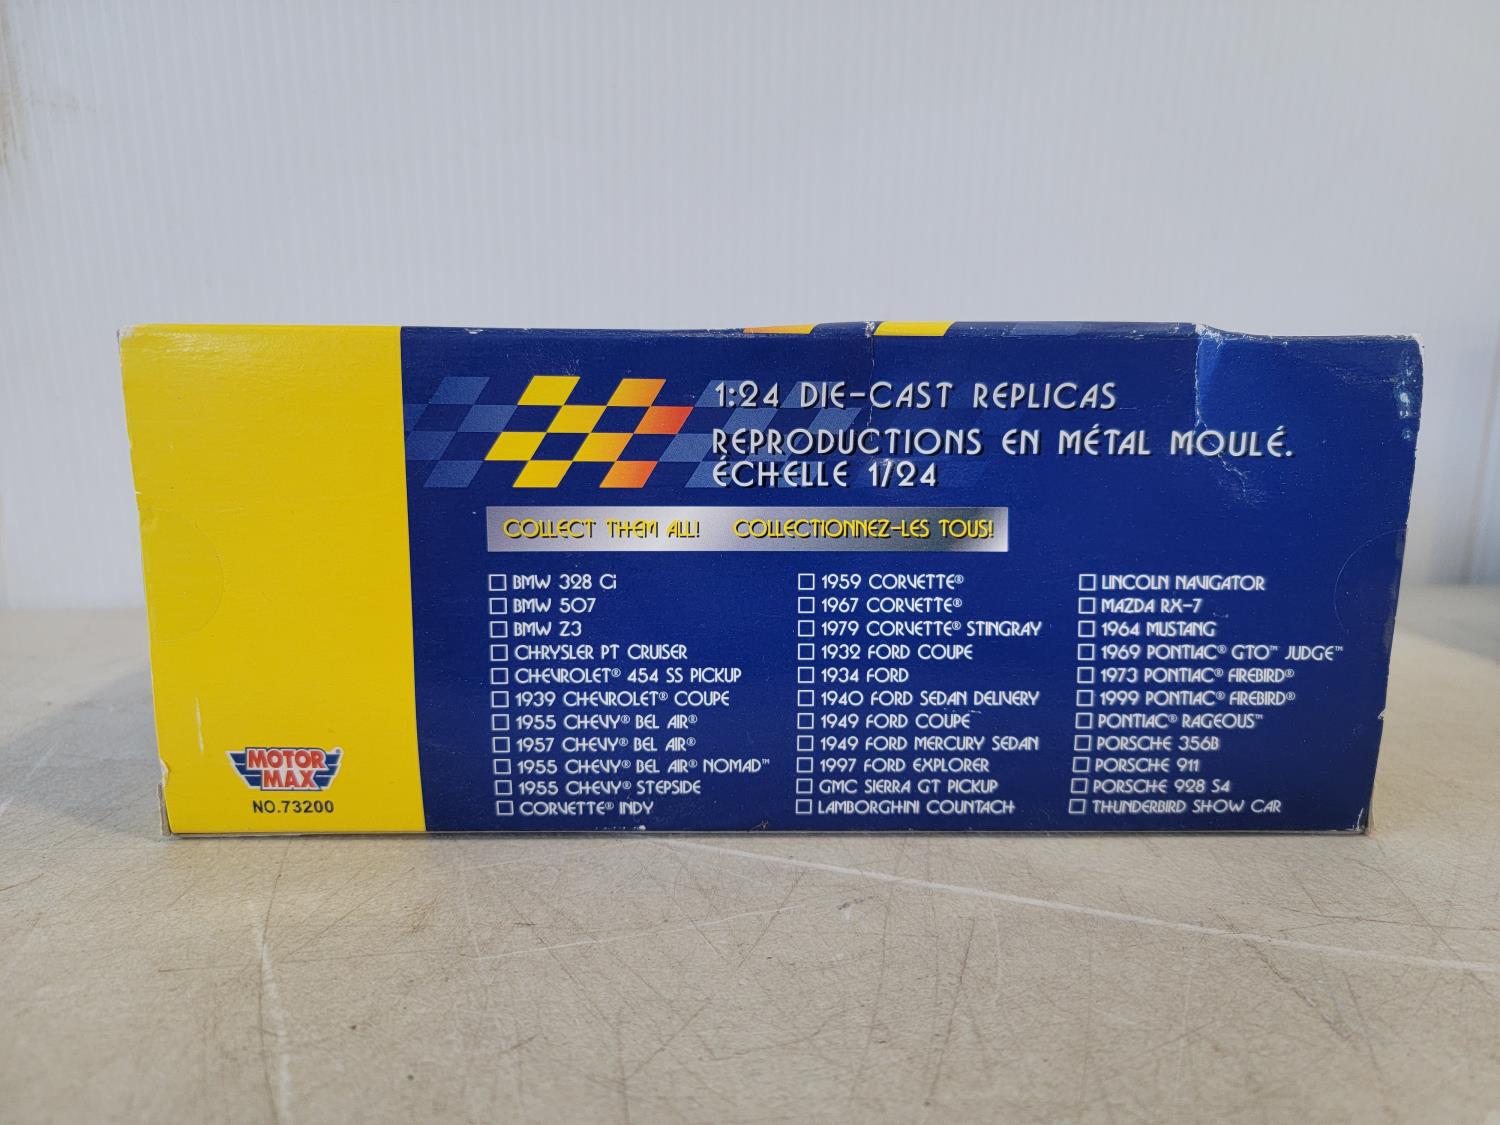 1:24 DIE-CAST REPLICAS
REPRODUCTIONS EN MÉTAL MOULÉ.
ÉCHELLE 1/24
COLLECT THEM ALL! COLLECTIONNEZ-LES TOUS!
BMW 328 Ci
BMW 507
BMW Z3
CHRYSLER PT CRUISER
CHEVROLET® 454 SS PICKUP
1939 CHEVROLET® COUPE
1955 CHEVY® BEL AIR®
1957 CHEVY® BEL AIR®
1955 CHEVY® BEL AIR® NOMAD™
1955 CHEVY® STEPSIDE
CORVETTE® INDY
1959 CORVETTE®
1967 CORVETTE®
1979 CORVETTE® STINGRAY
1932 FORD COUPE
1934 FORD
1940 FORD SEDAN DELIVERY
1949 FORD COUPE
1949 FORD MERCURY SEDAN
1997 FORD EXPLORER
GMC SIERRA GT PICKUP
LAMBORGHINI COUNTACH
LINCOLN NAVIGATOR
MAZDA RX-7
1964 MUSTANG
1969 PONTIAC® GTO™ JUDGE™
1973 PONTIAC® FIREBIRD®
1999 PONTIAC® FIREBIRD®
PONTIAC® RAGEOUS™
PORSCHE 356B
PORSCHE 911
PORSCHE 928 S4
THUNDERBIRD SHOW CAR
MOTOR
MAX®
NO.73200